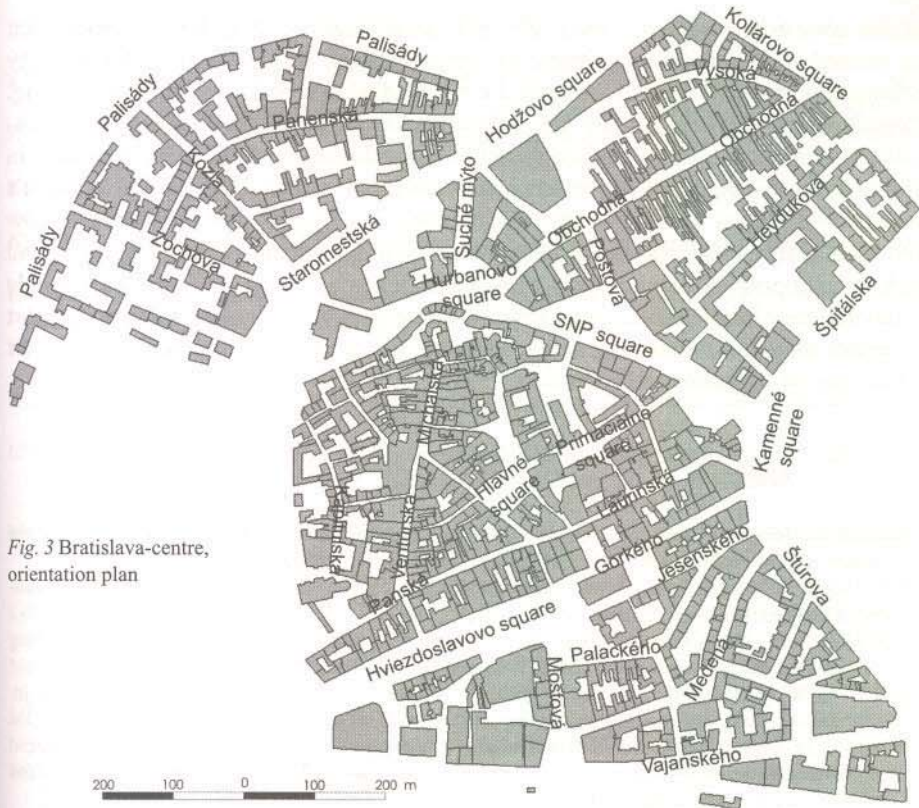 Palisády
Kollárovo square
Palisády
Hodžovo square
Vysoká
Panenská
Obchodná
Kozia
Suché mýto
Obchodná
Heydukova
Zochova
Staromestská
Poštová
Palisády
Hurbanovo
square
Špitálska
SNP square
Michalská
Primaciálne
square
Kamenné
square
Hlavné
square
Laurinská
Kapitulská
Ventúrska
Fig. 3 Bratislava-centre,
orientation plan
Gorkého
Jesenského
Štúrova
Panská
Hviezdoslavovo square
Palackého
Medená
Mostová
Vajanského
200 100 0 100 200 m